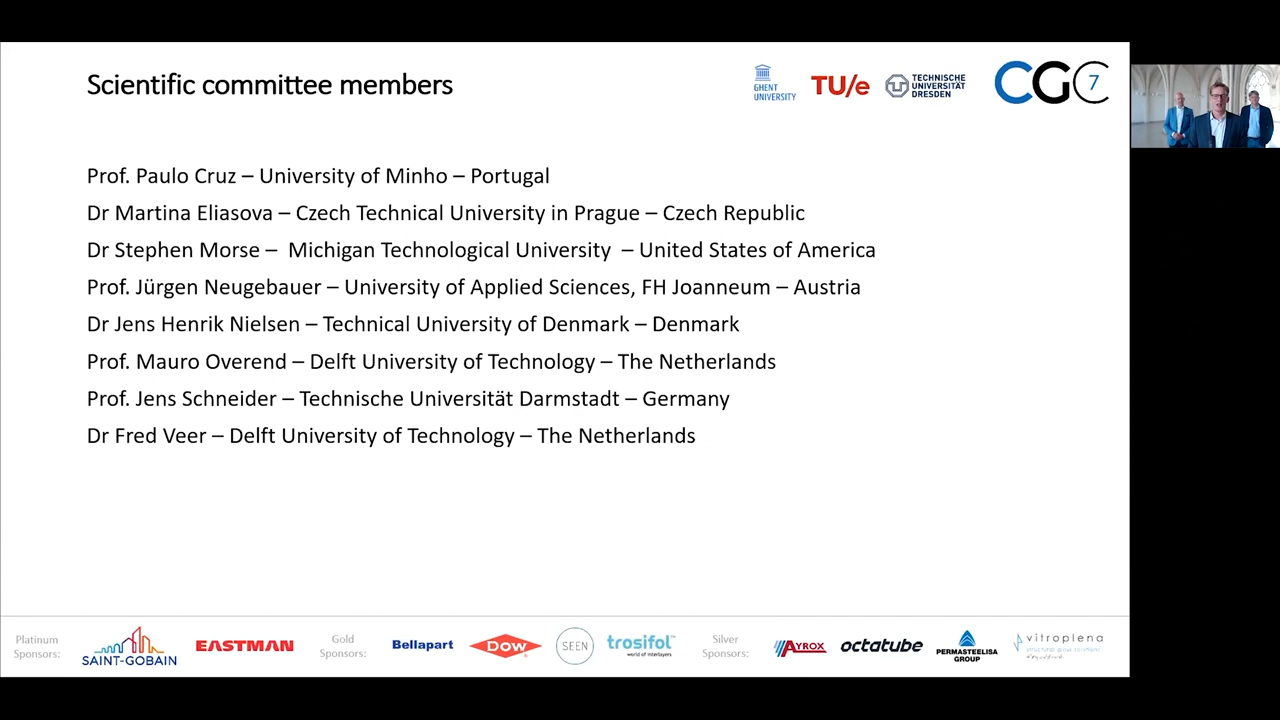 Scientific committee members
GHENT
UNIVERSITY
TU/e
TECHNISCHE
UNIVERSITÄT
DRESDEN
CGC 7
Prof. Paulo Cruz – University of Minho – Portugal
Dr Martina Eliasova – Czech Technical University in Prague – Czech Republic
Dr Stephen Morse –  Michigan Technological University  – United States of America
Prof. Jürgen Neugebauer – University of Applied Sciences, FH Joanneum – Austria
Dr Jens Henrik Nielsen – Technical University of Denmark – Denmark
Prof. Mauro Overend – Delft University of Technology – The Netherlands
Prof. Jens Schneider – Technische Universität Darmstadt – Germany
Dr Fred Veer – Delft University of Technology – The Netherlands
Platinum
Sponsors:
SAINT-GOBAIN
EASTMAN
Gold
Sponsors:
Bellapart
Dow
SEEN
trosifol™
world of interlayers
Silver
Sponsors:
AYROX
octatube
PERMASTEELISA
GROUP
vitroplena
structural glass solutions